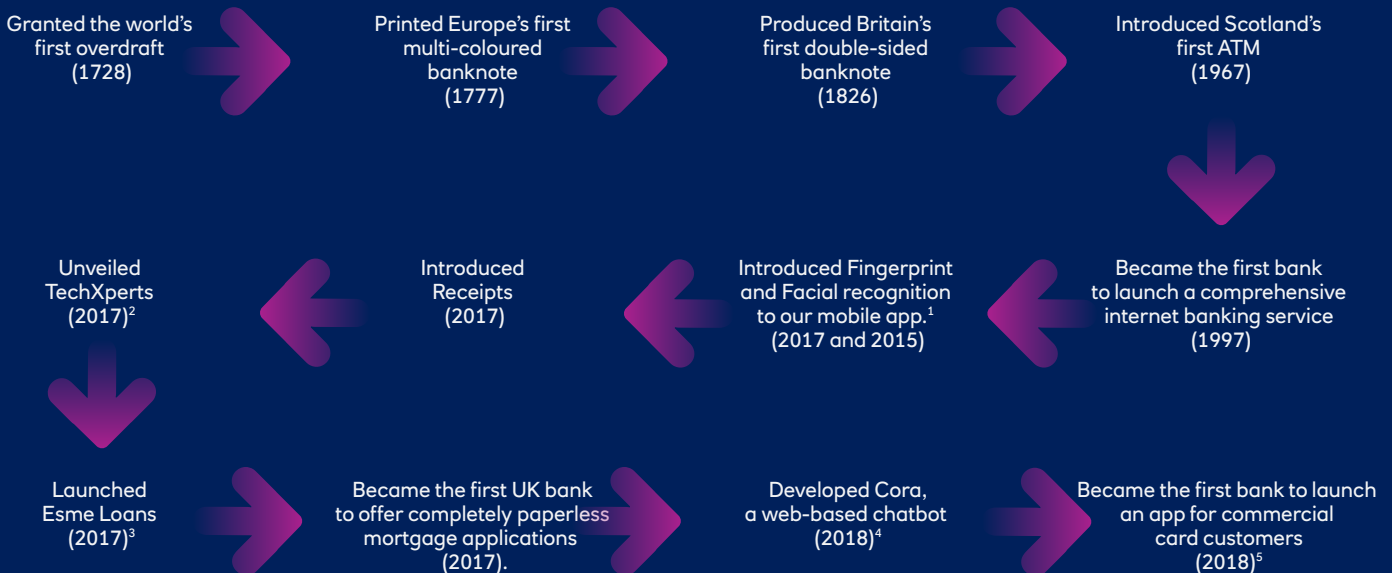 Granted the world's
first overdraft
(1728)
Printed Europe's first
multi-coloured
banknote
(1777)
Produced Britain's
first double-sided
banknote
(1826)
Introduced Scotland's
first ATM
(1967)
Became the first bank
to launch a comprehensive
internet banking service
(1997)
Introduced Fingerprint
and Facial recognition
to our mobile app.¹
(2017 and 2015)
Introduced
Receipts
(2017)
Unveiled
TechXperts
(2017)²
Launched
Esme Loans
(2017)³
Became the first UK bank
to offer completely paperless
mortgage applications
(2017).
Developed Cora,
a web-based chatbot
(2018)⁴
Became the first bank to launch
an app for commercial
card customers
(2018)⁵